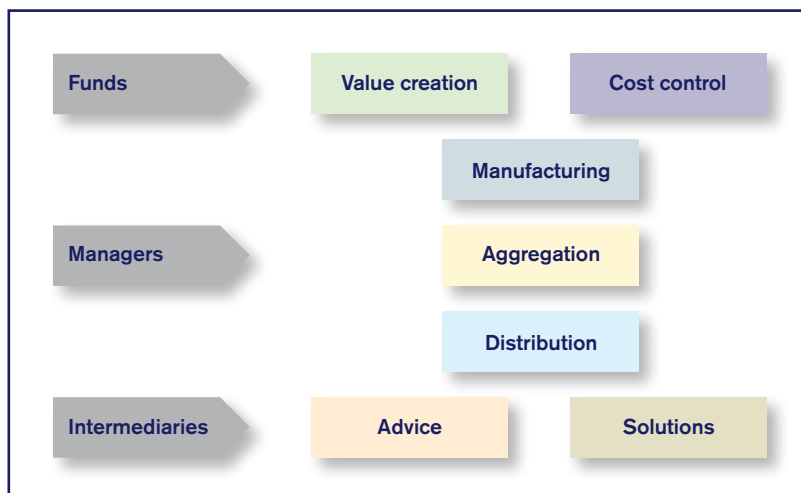 Funds
Value creation
Cost control
Manufacturing
Managers
Aggregation
Distribution
Intermediaries
Advice
Solutions